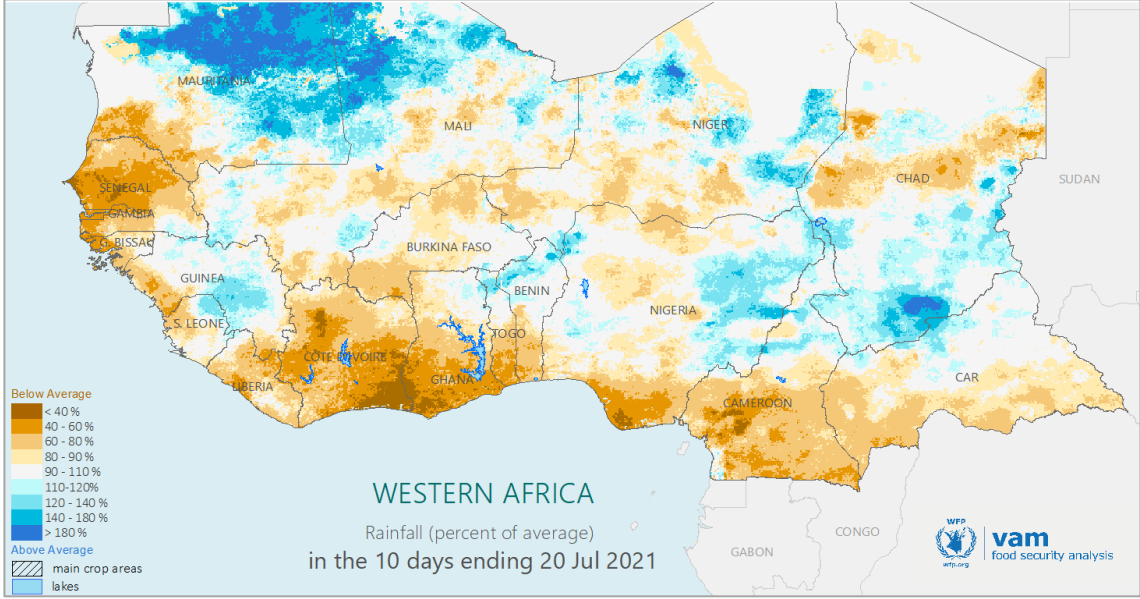 MAURITANIA
MALI
NIGER
CHAD
SUDAN
SENEGAL
GAMBIA
G. BISSAU
BURKINA FASO
GUINEA
BENIN
NIGERIA
S. LEONE
TOGO
COTE D'IVOIRE
LIBERIA
GHANA
CAR
CAMEROON
GABON
CONGO
Below Average
< 40 %
40 - 60 %
60 - 80 %
80 - 90 %
90 - 110 %
110-120%
120 - 140 %
140 - 180 %
> 180 %
Above Average
main crop areas
lakes
WESTERN AFRICA
Rainfall (percent of average)
in the 10 days ending 20 Jul 2021
WFP
wfp.org
vam
food security analysis